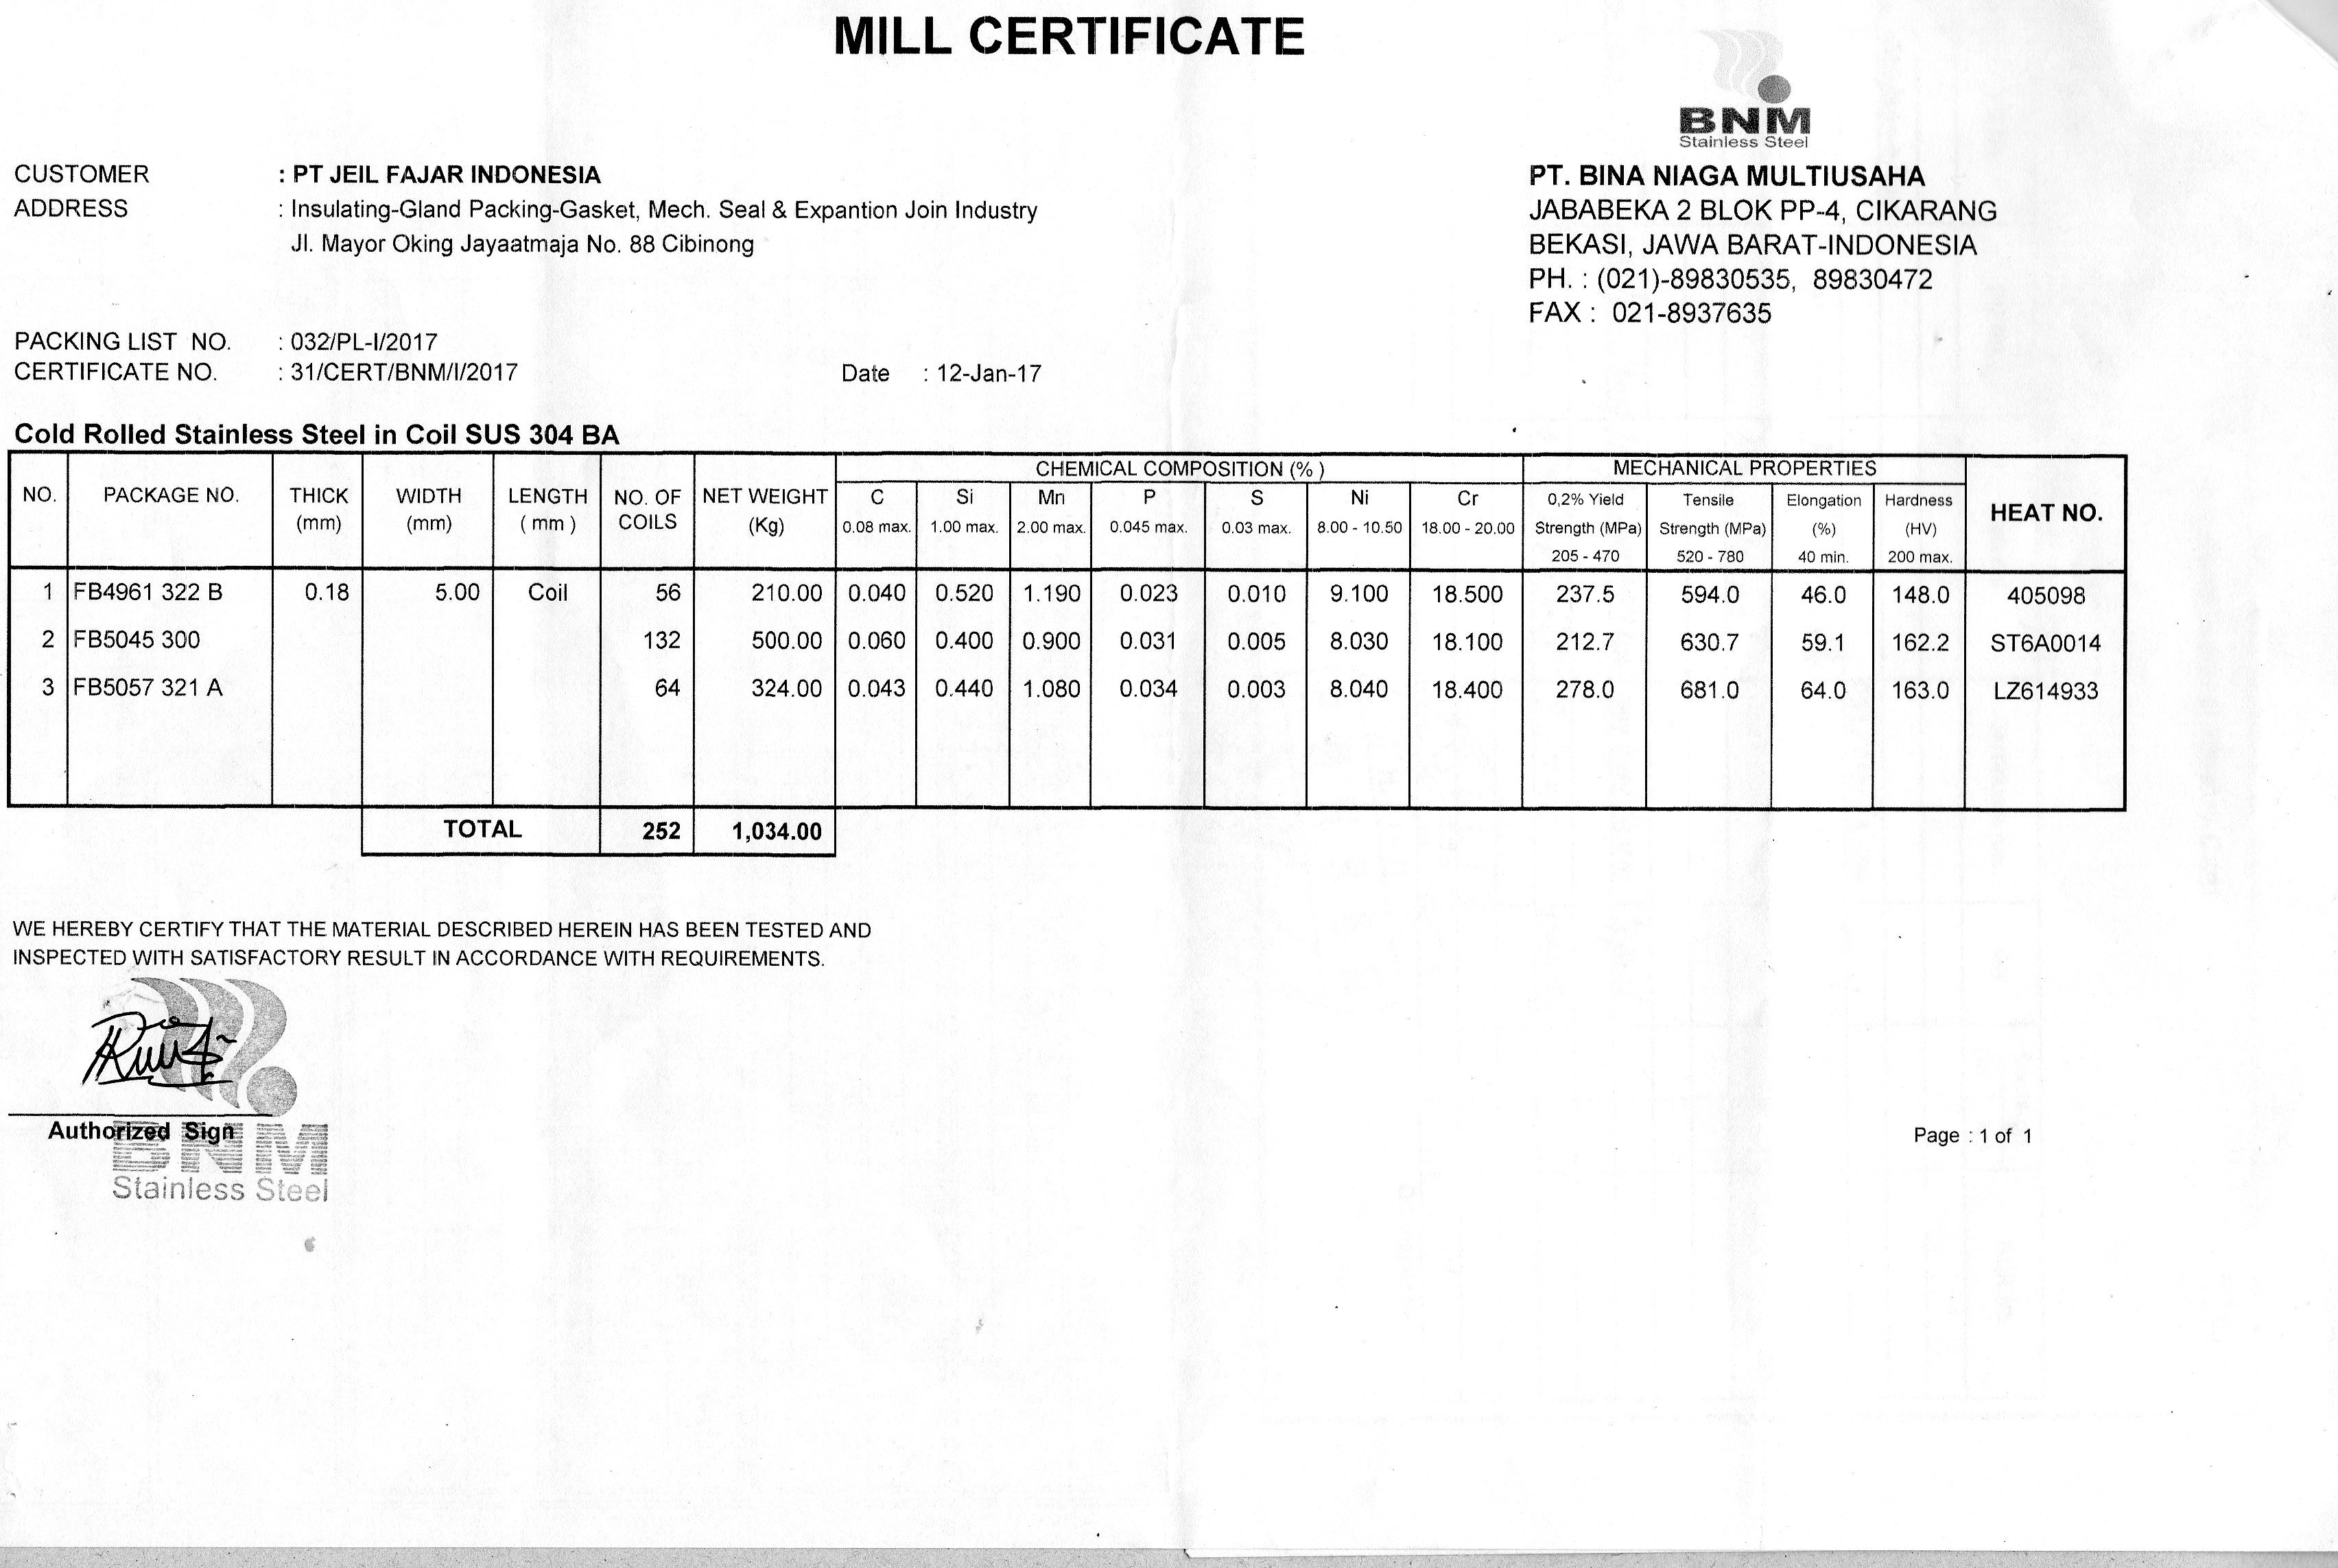 MILL CERTIFICATE
BNM
Stainless Steel
CUSTOMER : PT JEIL FAJAR INDONESIA
ADDRESS : Insulating-Gland Packing-Gasket, Mech. Seal & Expantion Join Industry
Jl. Mayor Oking Jayaatmaja No. 88 Cibinong
PT. BINA NIAGA MULTIUSAHA
JABABEKA 2 BLOK PP-4, CIKARANG
BEKASI, JAWA BARAT-INDONESIA
PH. : (021)-89830535, 89830472
FAX : 021-8937635
PACKING LIST NO. : 032/PL-I/2017
CERTIFICATE NO. : 31/CERT/BNM/I/2017 Date : 12-Jan-17
Cold Rolled Stainless Steel in Coil SUS 304 BA
CHEMICAL COMPOSITION (% ) MECHANICAL PROPERTIES
NO. PACKAGE NO. THICK WIDTH LENGTH NO. OF NET WEIGHT C Si Mn P S Ni Cr 0,2% Yield Tensile Elongation Hardness HEAT NO.
(mm) (mm) ( mm ) COILS (Kg) 0.08 max. 1.00 max. 2.00 max. 0.045 max. 0.03 max. 8.00 - 10.50 18.00 - 20.00 Strength (MPa) Strength (MPa) (%) (HV)
205 - 470 520 - 780 40 min. 200 max.
1 FB4961 322 B 0.18 5.00 Coil 56 210.00 0.040 0.520 1.190 0.023 0.010 9.100 18.500 237.5 594.0 46.0 148.0 405098
2 FB5045 300 132 500.00 0.060 0.400 0.900 0.031 0.005 8.030 18.100 212.7 630.7 59.1 162.2 ST6A0014
3 FB5057 321 A 64 324.00 0.043 0.440 1.080 0.034 0.003 8.040 18.400 278.0 681.0 64.0 163.0 LZ614933
TOTAL 252 1,034.00
WE HEREBY CERTIFY THAT THE MATERIAL DESCRIBED HEREIN HAS BEEN TESTED AND
INSPECTED WITH SATISFACTORY RESULT IN ACCORDANCE WITH REQUIREMENTS.
Authorized Sign
BNM
Stainless Steel
Page : 1 of 1